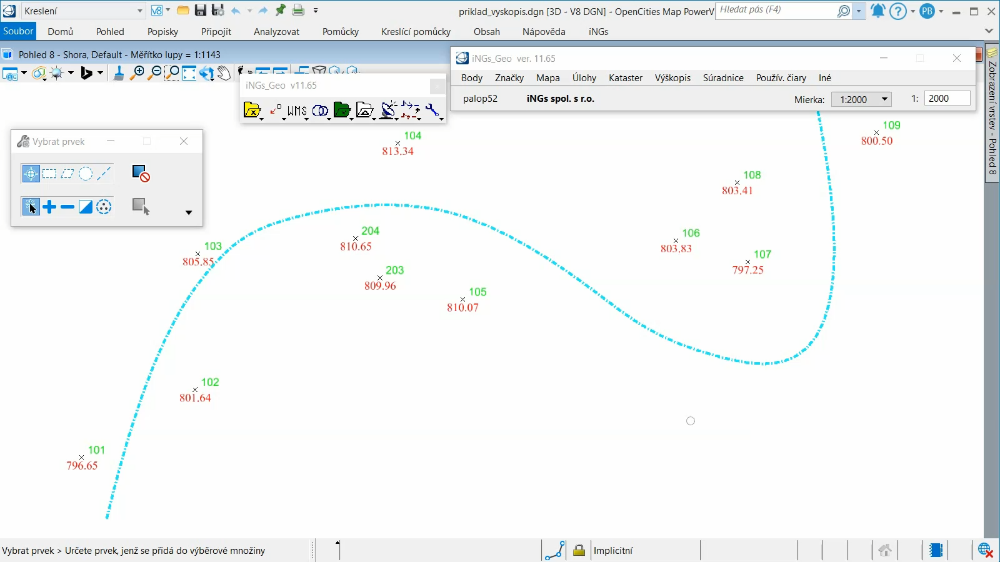 Kreslení
V8
priklad_vyskopis.dgn [3D - V8 DGN] - OpenCities Map PowerV
Hledat pás (F4)
PB
Soubor
Domů
Pohled
Popisky
Připojit
Analyzovat
Pomůcky
Kreslící pomůcky
Obsah
Nápověda
iNGs
Pohled 8 - Shora, Default - Měřítko lupy = 1:1143
iNGs_Geo ver. 11.65
Body
Značky
Mapa
Úlohy
Kataster
Výškopis
Súradnice
Použív. čiary
Iné
palop52
iNGs spol. s r.o.
Mierka:
1:2000
1:
2000
iNGs_Geo v11.65
WMS
Zobrazení vrstev - Pohled 8
Vybrat prvek
104
813.34
109
800.50
108
803.41
204
810.65
106
803.83
103
805.85
107
797.25
203
809.96
105
810.07
102
801.64
101
796.65
Vybrat prvek > Určete prvek, jenž se přidá do výběrové množiny
Implicitní